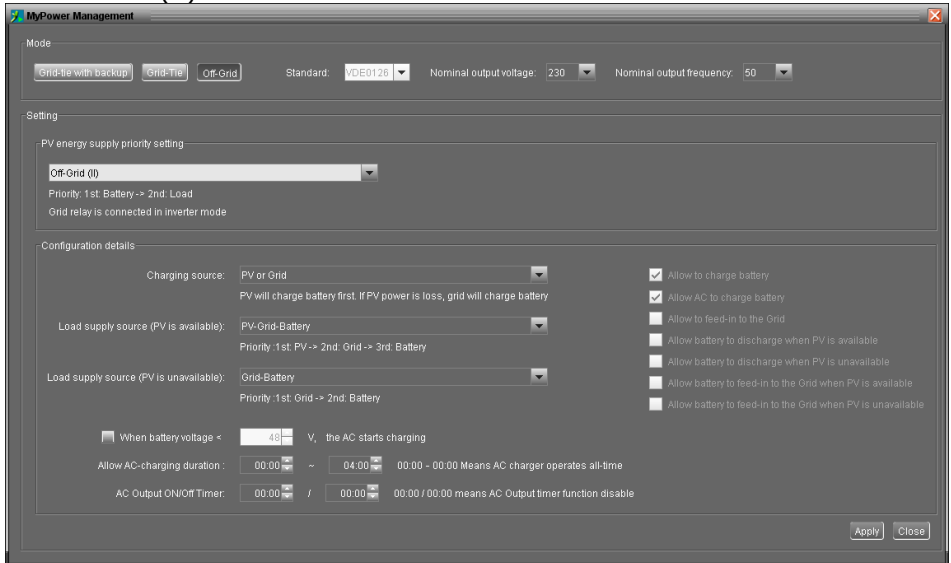 MyPower Management
Mode
Grid-tie with backup Grid-Tie Off-Grid Standard: VDE0126 Nominal output voltage: 230 Nominal output frequency: 50
Setting
PV energy supply priority setting
Off-Grid (II)
Priority: 1st: Battery -> 2nd: Load
Grid relay is connected in inverter mode
Configuration details
Charging source: PV or Grid Allow to charge battery
PV will charge battery first. If PV power is loss, grid will charge battery Allow AC to charge battery
Allow to feed-in to the Grid
Load supply source (PV is available): PV-Grid-Battery
Allow battery to discharge when PV is available
Priority :1st: PV -> 2nd: Grid -> 3rd: Battery
Allow battery to discharge when PV is unavailable
Load supply source (PV is unavailable): Grid-Battery
Allow battery to feed-in to the Grid when PV is available
Priority :1st: Grid -> 2nd: Battery
Allow battery to feed-in to the Grid when PV is unavailable
When battery voltage < 48 V, the AC starts charging
Allow AC-charging duration : 00:00 ~ 04:00 00:00 - 00:00 Means AC charger operates all-time
AC Output ON/Off Timer: 00:00 / 00:00 00:00 / 00:00 means AC Output timer function disable
Apply Close